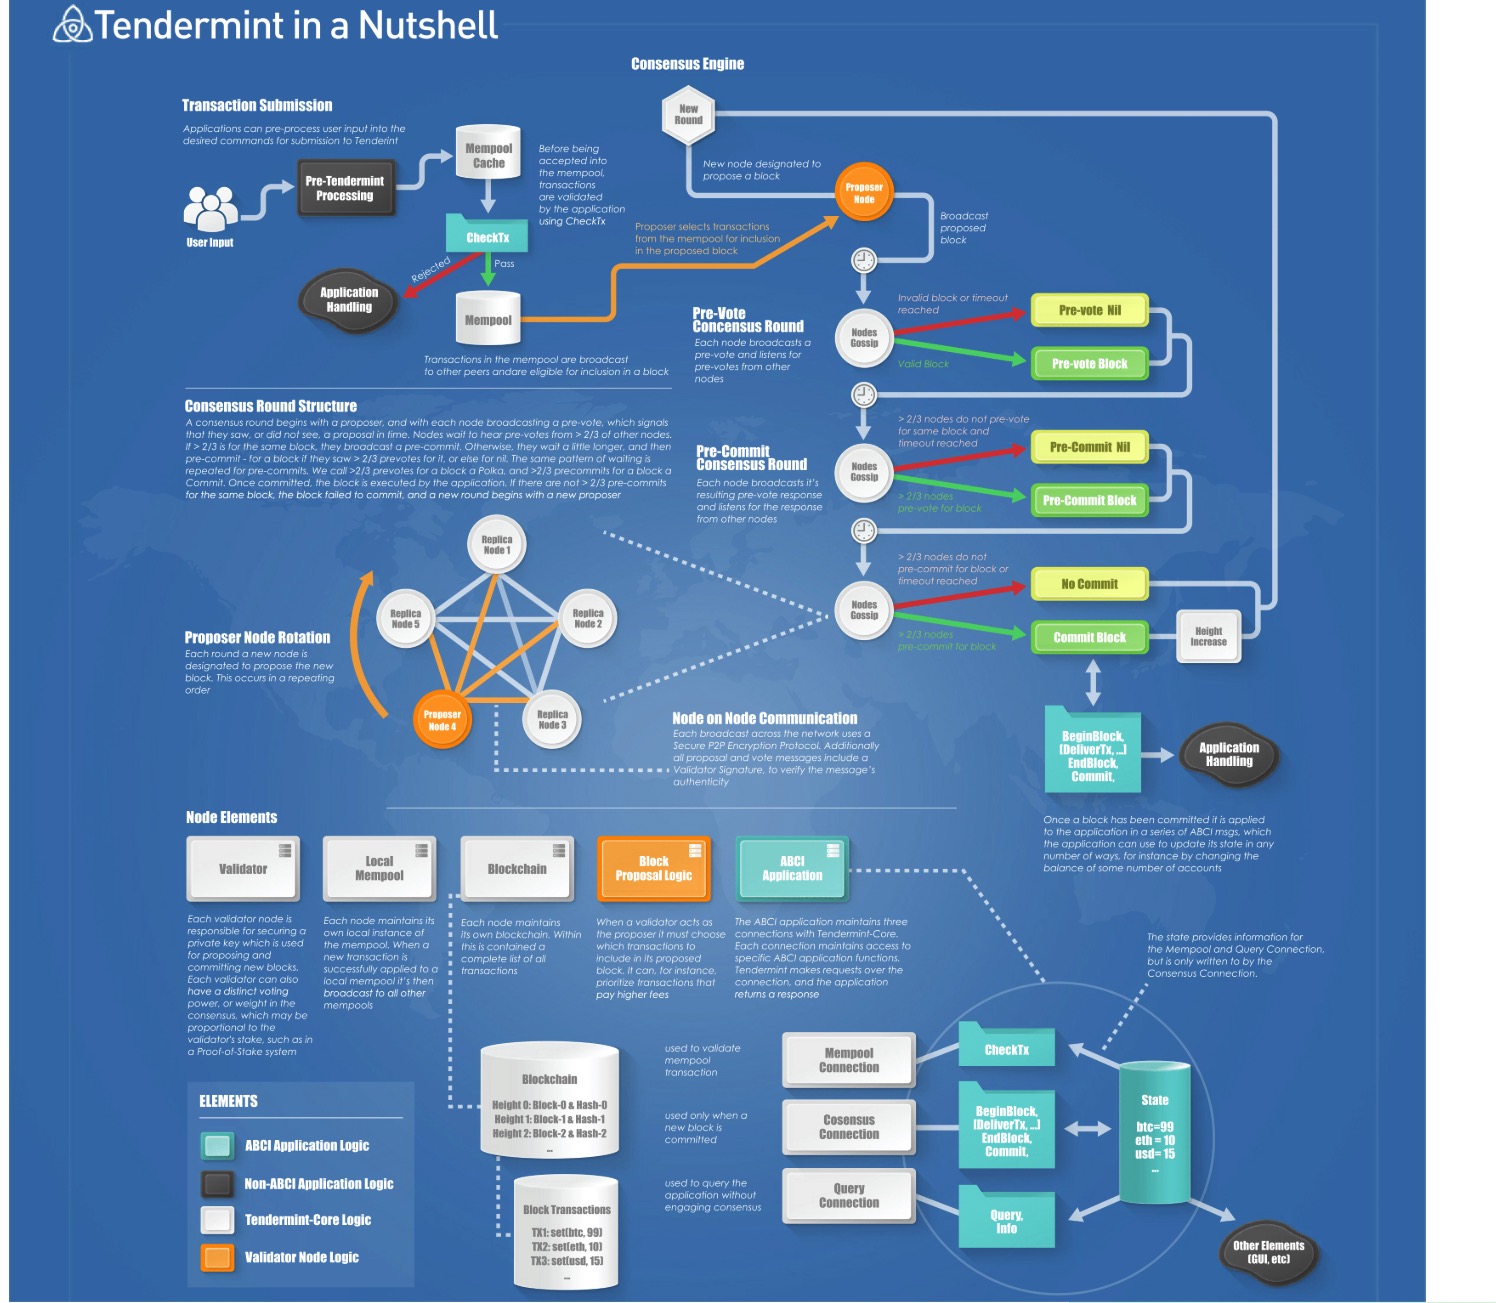 Tendermint in a Nutshell
Consensus Engine
Transaction Submission
Applications can pre-process user input into the
desired commands for submission to Tenderint
User Input
Pre-Tendermint
Processing
Mempool
Cache
Before being
accepted into
the mempool,
transactions
are validated
by the application
using CheckTx
CheckTx
Rejected
Pass
Application
Handling
Mempool
Transactions in the mempool are broadcast
to other peers andare eligible for inclusion in a block
Proposer selects transactions
from the mempool for inclusion
in the proposed block
New
Round
New node designated to
propose a block
Proposer
Node
Broadcast
proposed
block
Pre-Vote
Concensus Round
Each node broadcasts a
pre-vote and listens for
pre-votes from other
nodes
Nodes
Gossip
Invalid block or timeout
reached
Valid Block
Pre-vote Nil
Pre-vote Block
Pre-Commit
Consensus Round
Each node broadcasts it's
resulting pre-vote response
and listens for the response
from other nodes
Nodes
Gossip
> 2/3 nodes do not pre-vote
for same block and
timeout reached
> 2/3 nodes
pre-vote for block
Pre-Commit Nil
Pre-Commit Block
Nodes
Gossip
> 2/3 nodes do not
pre-commit for block or
timeout reached
> 2/3 nodes
pre-commit for block
No Commit
Commit Block
Height
Increase
BeginBlock,
[DeliverTx, ...]
EndBlock,
Commit,
Application
Handling
Once a block has been committed it is applied
to the application in a series of ABCI msgs, which
the application can use to update its state in any
number of ways, for instance by changing the
balance of some number of accounts
Consensus Round Structure
A consensus round begins with a proposer, and with each node broadcasting a pre-vote, which signals
that they saw, or did not see, a proposal in time. Nodes wait to hear pre-votes from > 2/3 of other nodes.
If > 2/3 is for the same block, they broadcast a pre-commit. Otherwise, they wait a little longer, and then
pre-commit - for a block if they saw > 2/3 prevotes for it, or else for nil. The same pattern of waiting is
repeated for pre-commits. We call >2/3 prevotes for a block a Polka, and >2/3 precommits for a block a
Commit. Once committed, the block is executed by the application. If there are not > 2/3 pre-commits
for the same block, the block failed to commit, and a new round begins with a new proposer
Replica
Node 1
Replica
Node 5
Replica
Node 2
Proposer
Node 4
Replica
Node 3
Proposer Node Rotation
Each round a new node is
designated to propose the new
block. This occurs in a repeating
order
Node on Node Communication
Each broadcast across the network uses a
Secure P2P Encryption Protocol. Additionally
all proposal and vote messages include a
Validator Signature, to verify the message's
authenticity
Node Elements
Validator
Each validator node is
responsible for securing a
private key which is used
for proposing and
committing new blocks.
Each validator can also
have a distinct voting
power, or weight in the
consensus, which may be
proportional to the
validator's stake, such as in
a Proof-of-Stake system
Local
Mempool
Each node maintains its
own local instance of
the mempool. When a
new transaction is
successfully applied to a
local mempool it's then
broadcast to all other
mempools
Blockchain
Each node maintains
its own blockchain. Within
this is contained a
complete list of all
transactions
Block
Proposal Logic
When a validator acts as
the proposer it must choose
which transactions to
include in its proposed
block. It can, for instance,
prioritize transactions that
pay higher fees
ABCI
Application
The ABCI application maintains three
connections with Tendermint-Core.
Each connection maintains access to
specific ABCI application functions.
Tendermint makes requests over the
connection, and the application
returns a response
The state provides information for
the Mempool and Query Connection,
but is only written to by the
Consensus Connection.
ELEMENTS
ABCI Application Logic
Non-ABCI Application Logic
Tendermint-Core Logic
Validator Node Logic
Blockchain
Height 0: Block-0 & Hash-0
Height 1: Block-1 & Hash-1
Height 2: Block-2 & Hash-2
...
Block Transactions
TX1: set(btc, 99)
TX2: set(eth, 10)
TX3: set(usd, 15)
...
used to validate
mempool
transaction
Mempool
Connection
CheckTx
used only when a
new block is
committed
Cosensus
Connection
BeginBlock,
[DeliverTx, ...]
EndBlock,
Commit,
used to query the
application without
engaging consensus
Query
Connection
Query,
Info
State
btc=99
eth = 10
usd= 15
...
Other Elements
(GUI, etc)